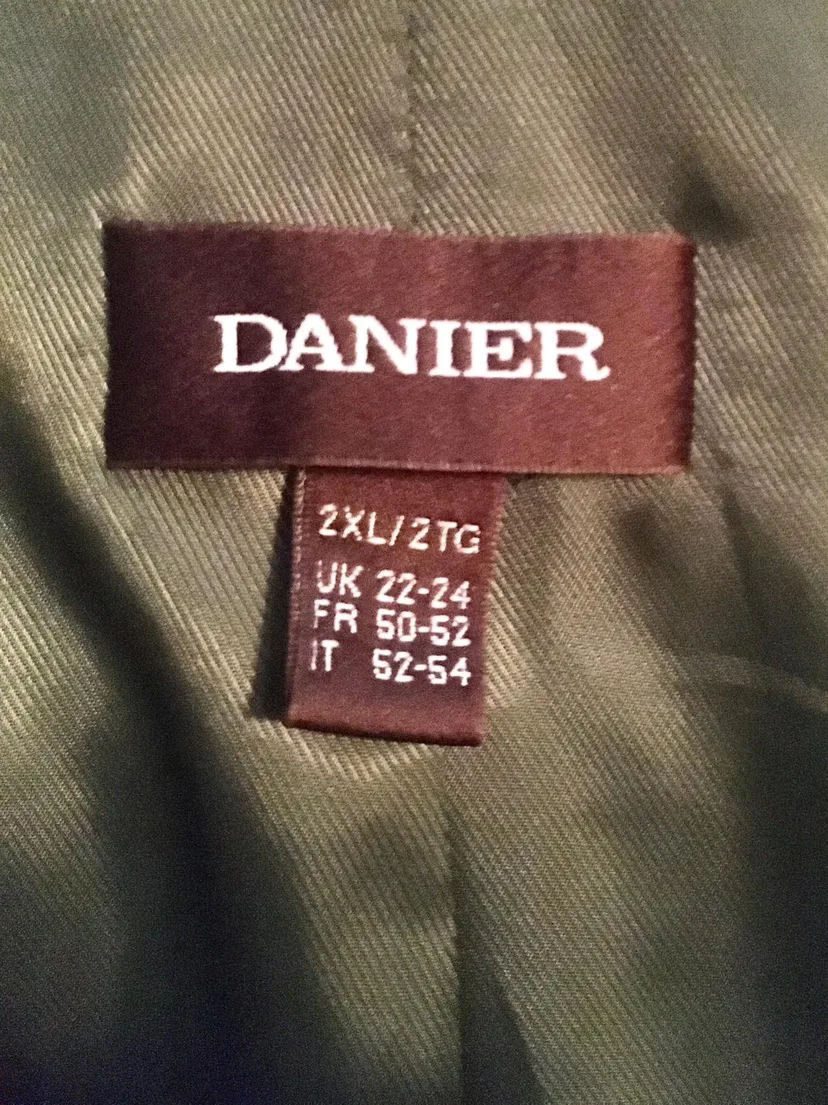 DANIER
2XL/2TG
UK 22-24
FR 50-52
IT 52-54